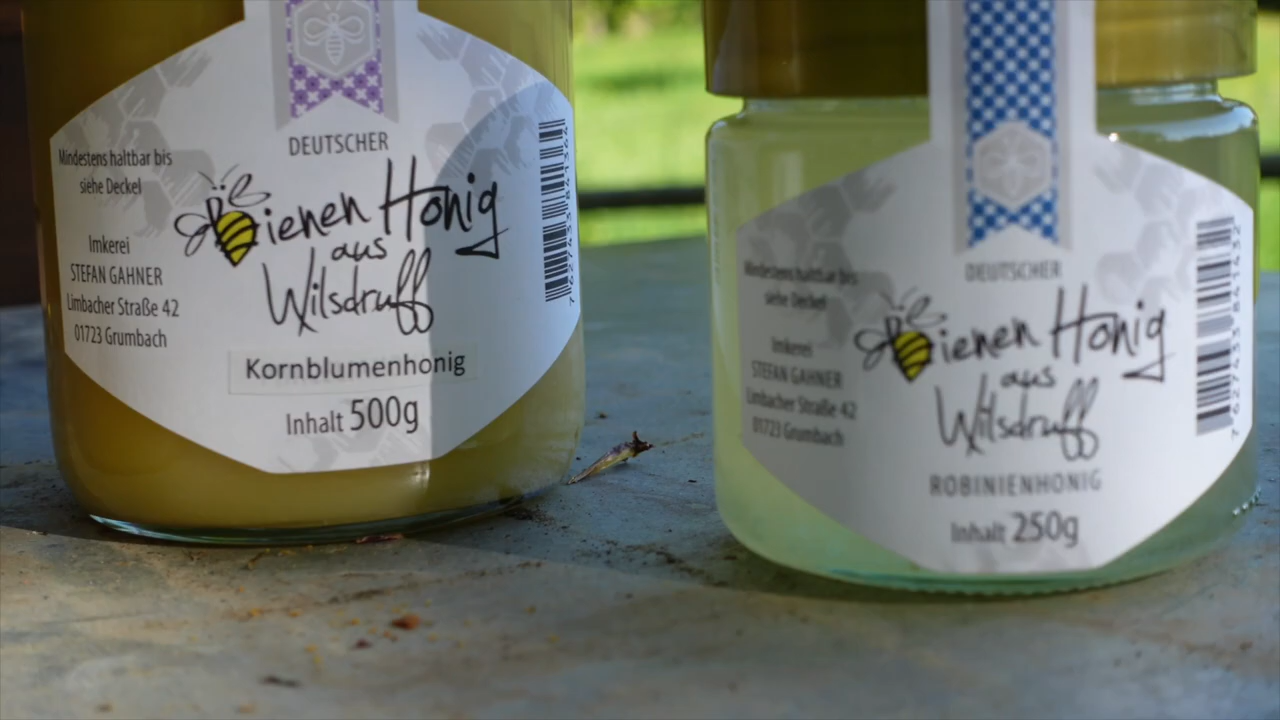 DEUTSCHER
Mindestens haltbar bis
siehe Deckel
Bienen Honig
aus
Wilsdruff
Imkerei
STEFAN GAHNER
Limbacher Straße 42
01723 Grumbach
Kornblumenhonig
Inhalt 500g
7627433841364
DEUTSCHER
Mindestens haltbar bis
siehe Deckel
Bienen Honig
aus
Wilsdruff
Imkerei
STEFAN GAHNER
Limbacher Straße 42
01723 Grumbach
ROBINIENHONIG
Inhalt 250g
7627433841432